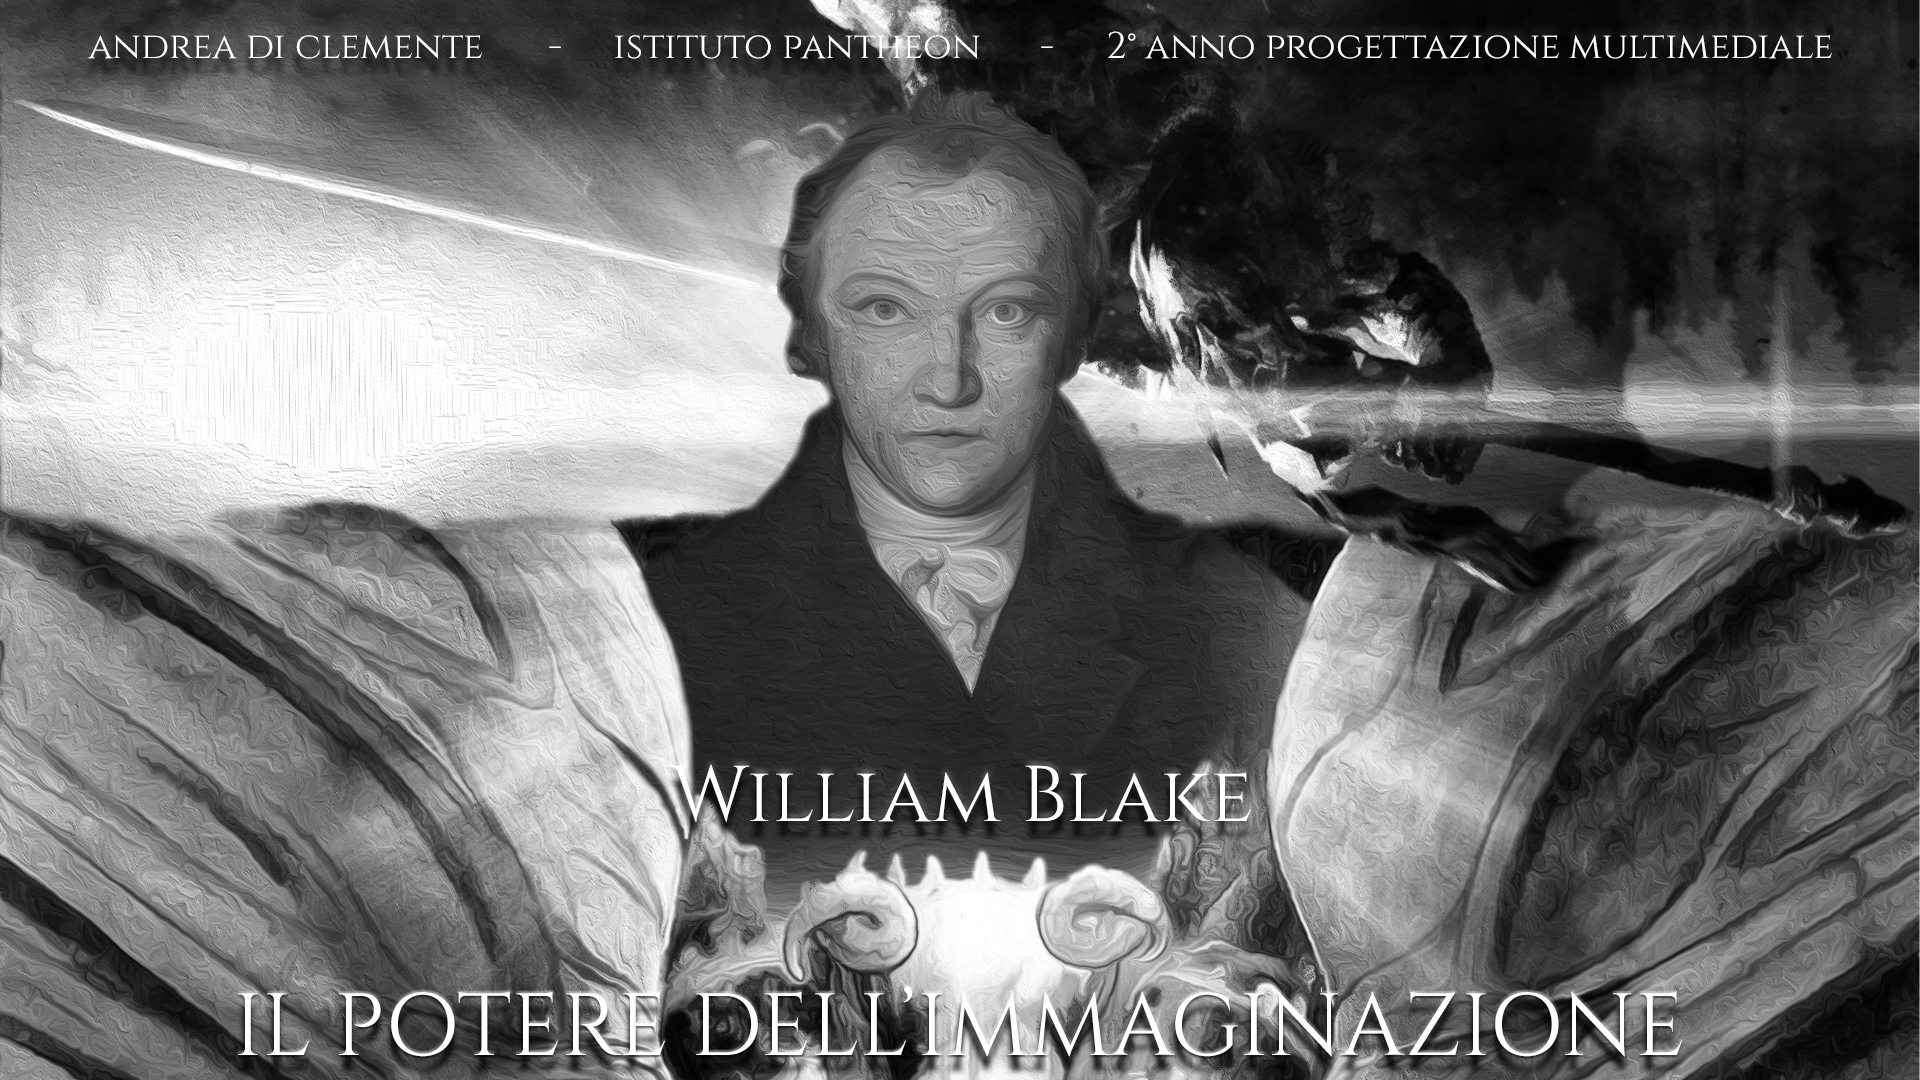 ANDREA DI CLEMENTE - ISTITUTO PANTHEON - 2° ANNO PROGETTAZIONE MULTIMEDIALE
WILLIAM BLAKE
IL POTERE DELL’IMMAGINAZIONE